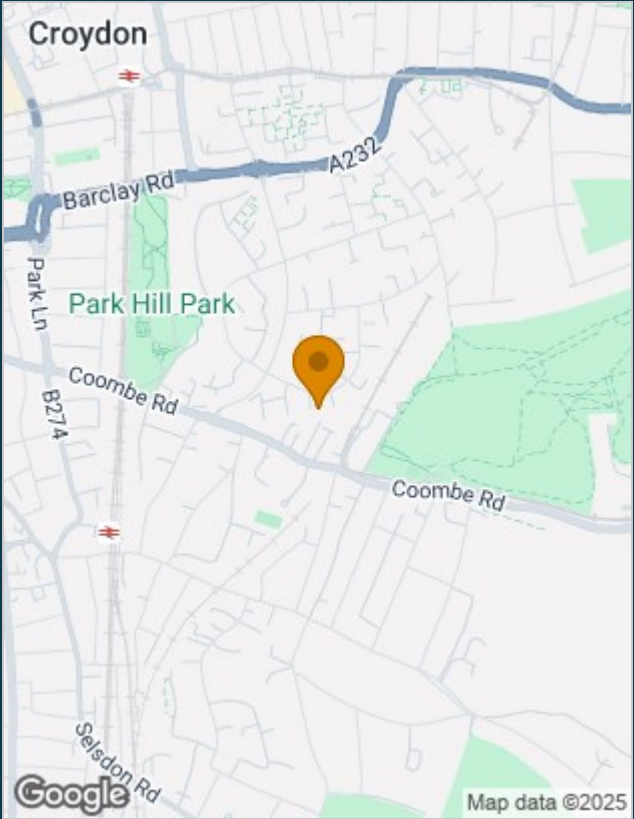 Croydon
A232
Barclay Rd
Park Ln
Park Hill Park
Coombe Rd
B274
Coombe Rd
Selsdon Rd
Google
Map data ©2025